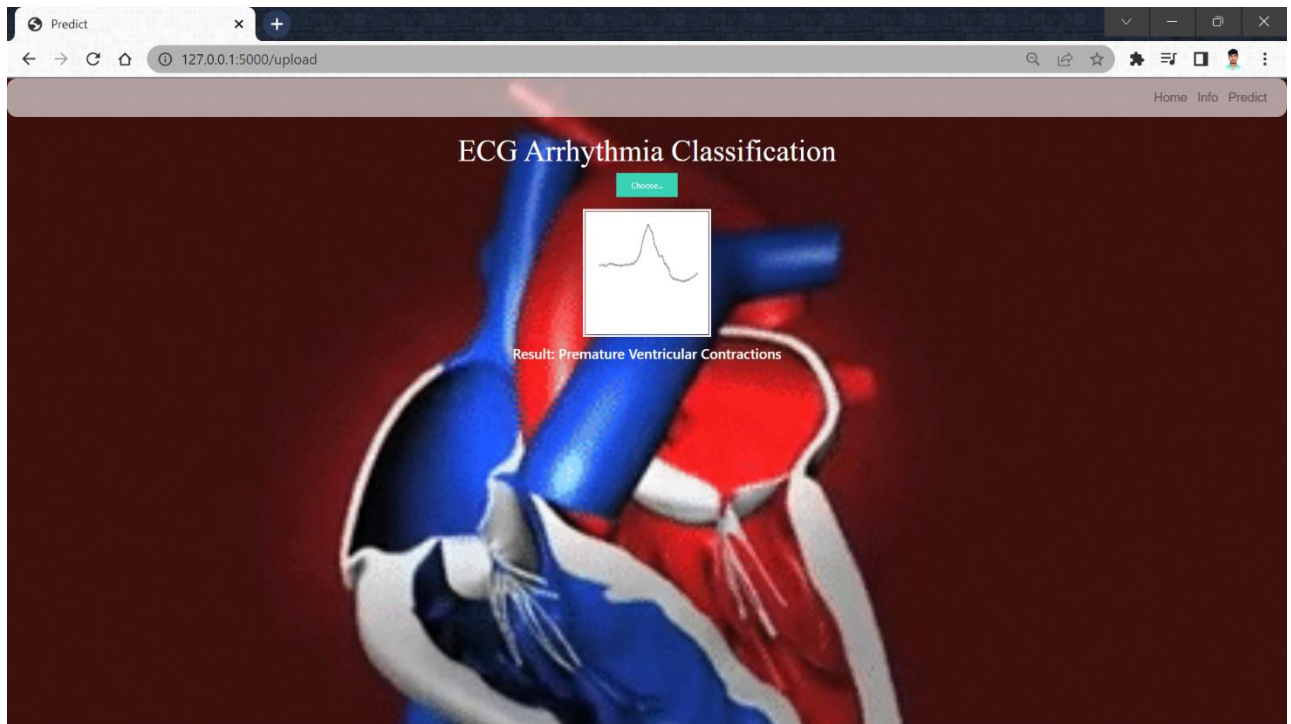 Predict
127.0.0.1:5000/upload
Home Info Predict
ECG Arrhythmia Classification
Choose...
Result: Premature Ventricular Contractions